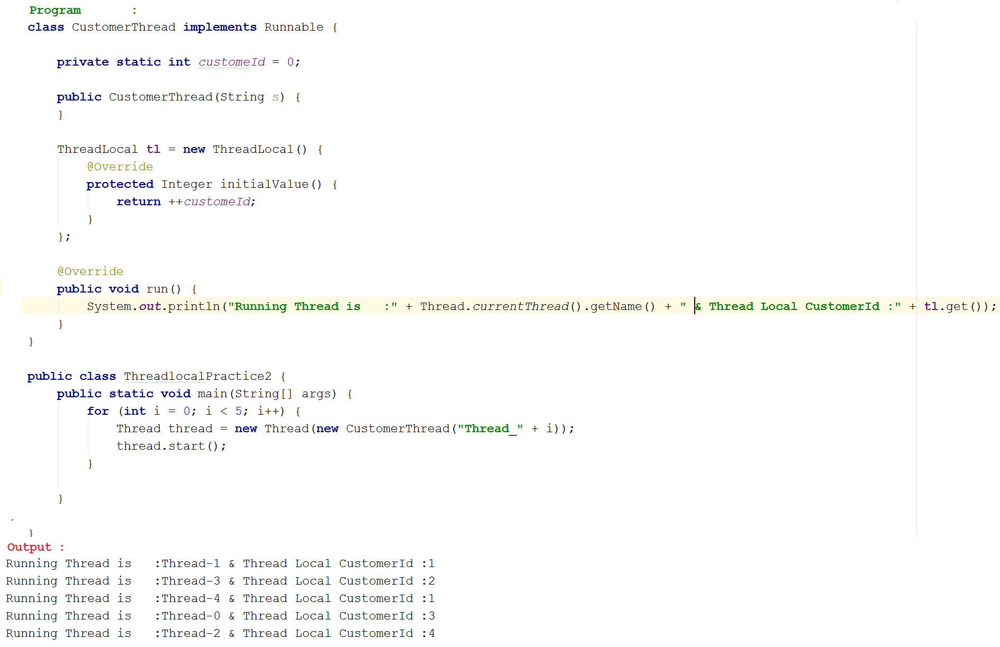 Program       :
class CustomerThread implements Runnable {
private static int customeId = 0;
public CustomerThread(String s) {
}
ThreadLocal tl = new ThreadLocal() {
@Override
protected Integer initialValue() {
return ++customeId;
}
};
@Override
public void run() {
System.out.println("Running Thread is   :" + Thread.currentThread().getName() + " & Thread Local CustomerId :" + tl.get());
}
}
public class ThreadlocalPractice2 {
public static void main(String[] args) {
for (int i = 0; i < 5; i++) {
Thread thread = new Thread(new CustomerThread("Thread_" + i));
thread.start();
}
}
}
Output :
Running Thread is   :Thread-1 & Thread Local CustomerId :1
Running Thread is   :Thread-3 & Thread Local CustomerId :2
Running Thread is   :Thread-4 & Thread Local CustomerId :1
Running Thread is   :Thread-0 & Thread Local CustomerId :3
Running Thread is   :Thread-2 & Thread Local CustomerId :4